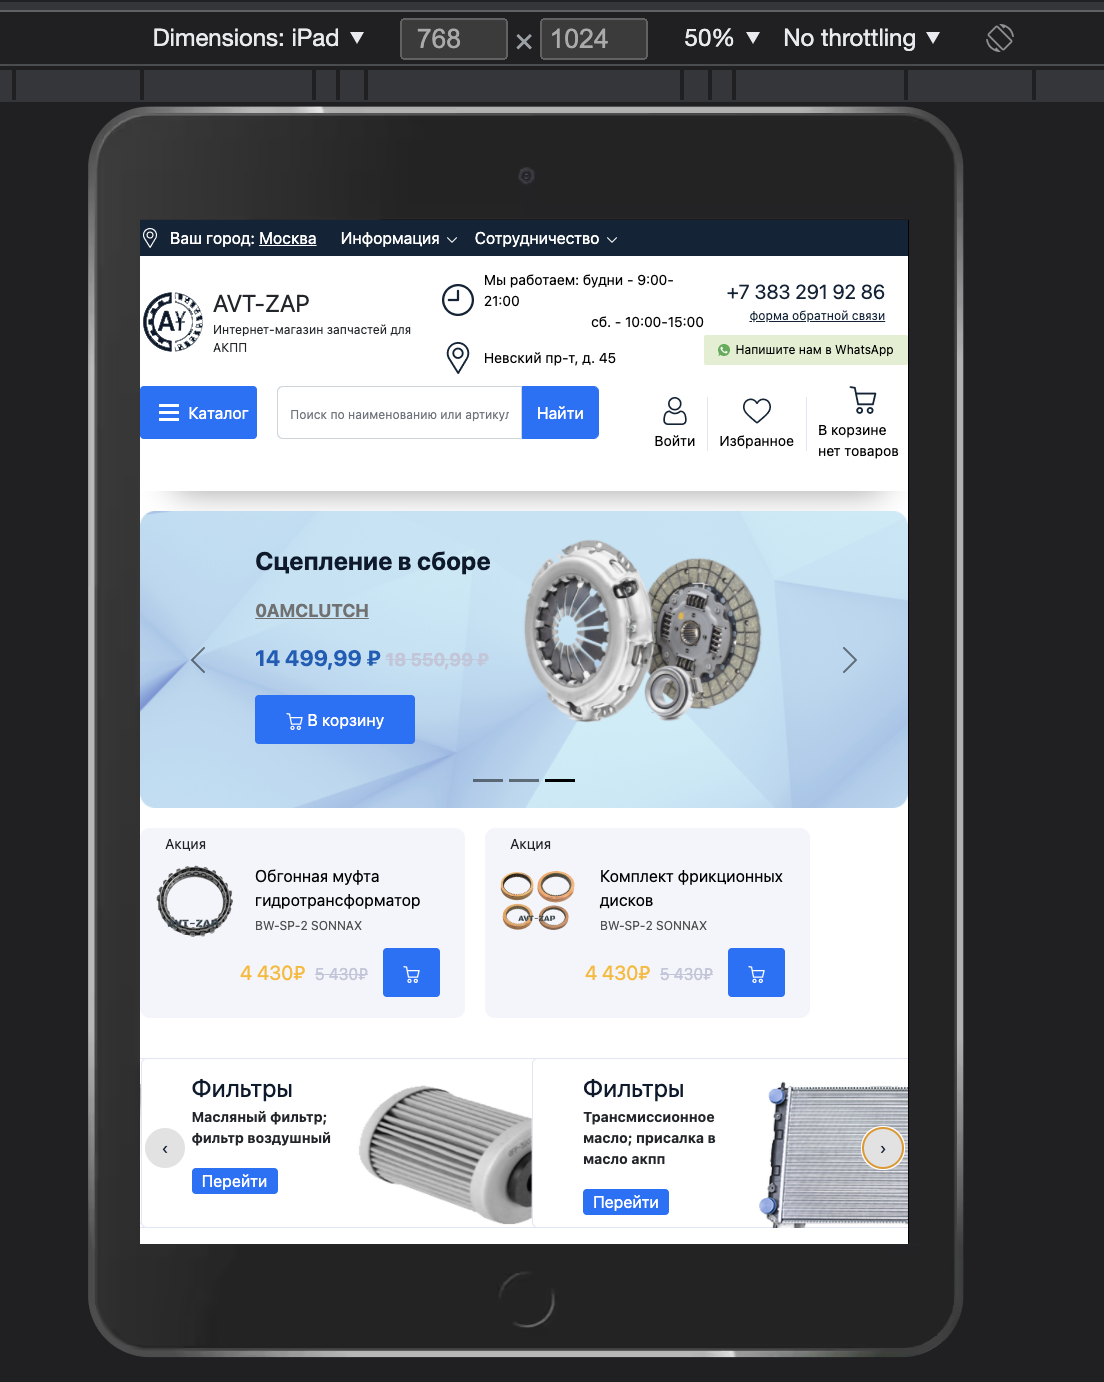 Dimensions: iPad ▼ 768 × 1024 50% ▼ No throttling ▼
Ваш город: Москва Информация Сотрудничество
AVT-ZAP
Интернет-магазин запчастей для
АКПП
Мы работаем: будни - 9:00-
21:00
сб. - 10:00-15:00
Невский пр-т, д. 45
+7 383 291 92 86
форма обратной связи
Напишите нам в WhatsApp
Каталог
Поиск по наименованию или артикул
Найти
Войти
Избранное
В корзине
нет товаров
Сцепление в сборе
0AMCLUTCH
14 499,99 ₽ 18 550,99 ₽
В корзину
Акция
Обгонная муфта
гидротрансформатор
BW-SP-2 SONNAX
AVT-ZAP
4 430₽ 5 430₽
Акция
Комплект фрикционных
дисков
BW-SP-2 SONNAX
AVT-ZAP
4 430₽ 5 430₽
Фильтры
Масляный фильтр;
фильтр воздушный
Перейти
Фильтры
Трансмиссионное
масло; присалка в
масло акпп
Перейти